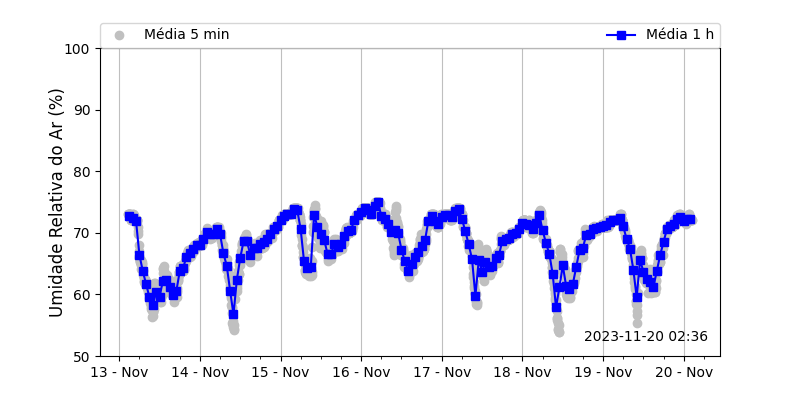 Média 5 min
Média 1 h
Umidade Relativa do Ar (%)
100
90
80
70
60
50
2023-11-20 02:36
13 - Nov
14 - Nov
15 - Nov
16 - Nov
17 - Nov
18 - Nov
19 - Nov
20 - Nov